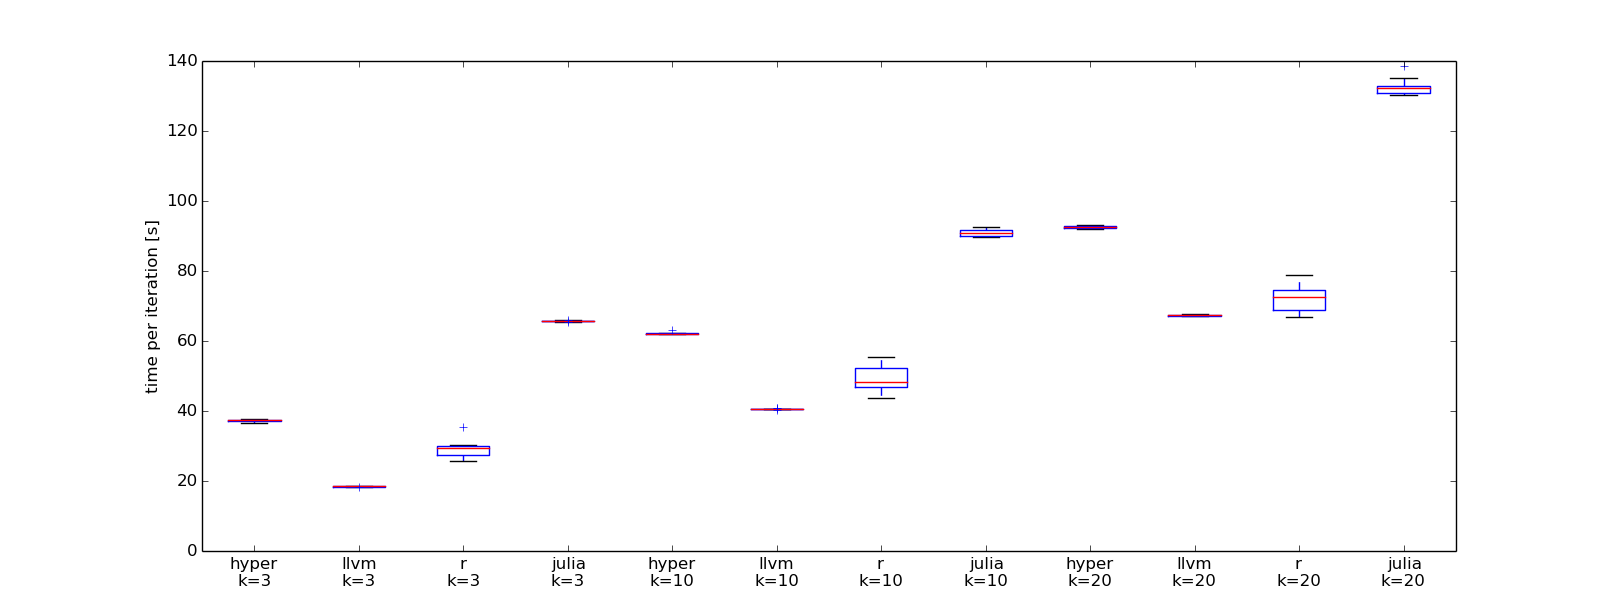 140
120
100
80
60
40
20
0
time per iteration [s]
hyper k=3
llvm k=3
r k=3
julia k=3
hyper k=10
llvm k=10
r k=10
julia k=10
hyper k=20
llvm k=20
r k=20
julia k=20